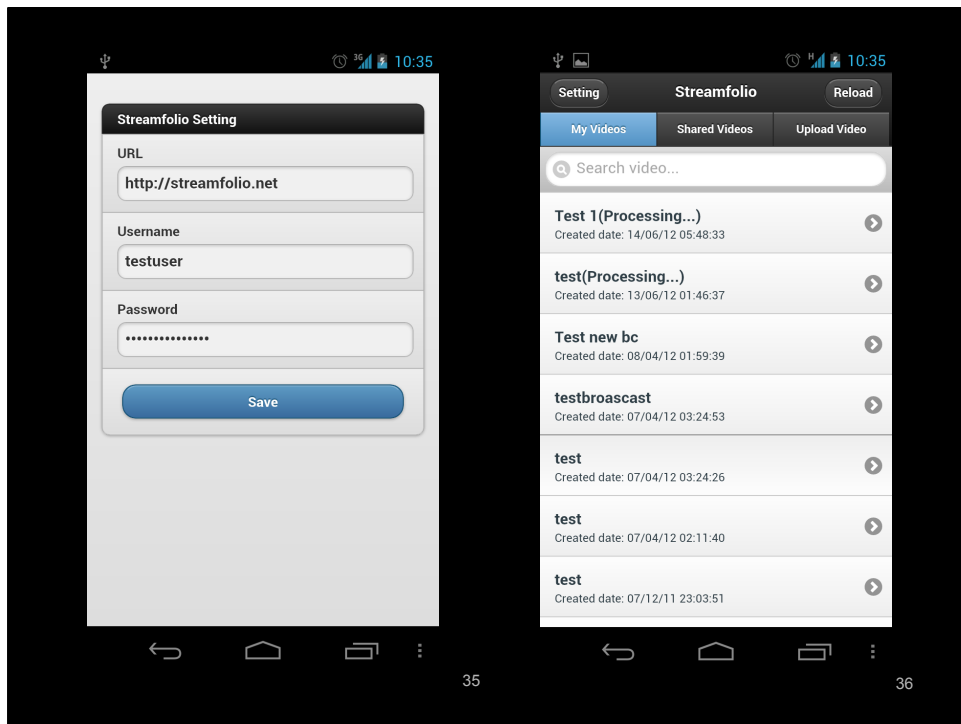 3G 10:35
Streamfolio Setting
URL
http://streamfolio.net
Username
testuser
Password
•••••••••••••••
Save
35
H 10:35
Setting Streamfolio Reload
My Videos Shared Videos Upload Video
Search video...
Test 1(Processing...)
Created date: 14/06/12 05:48:33
test(Processing...)
Created date: 13/06/12 01:46:37
Test new bc
Created date: 08/04/12 01:59:39
testbroascast
Created date: 07/04/12 03:24:53
test
Created date: 07/04/12 03:24:26
test
Created date: 07/04/12 02:11:40
test
Created date: 07/12/11 23:03:51
36